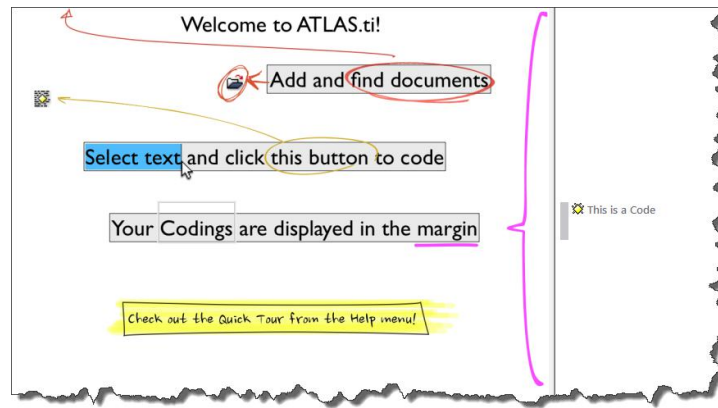 Welcome to ATLAS.ti!
Add and find documents
Select text and click this button to code
This is a Code
Your Codings are displayed in the margin
Check out the Quick Tour from the Help menu!